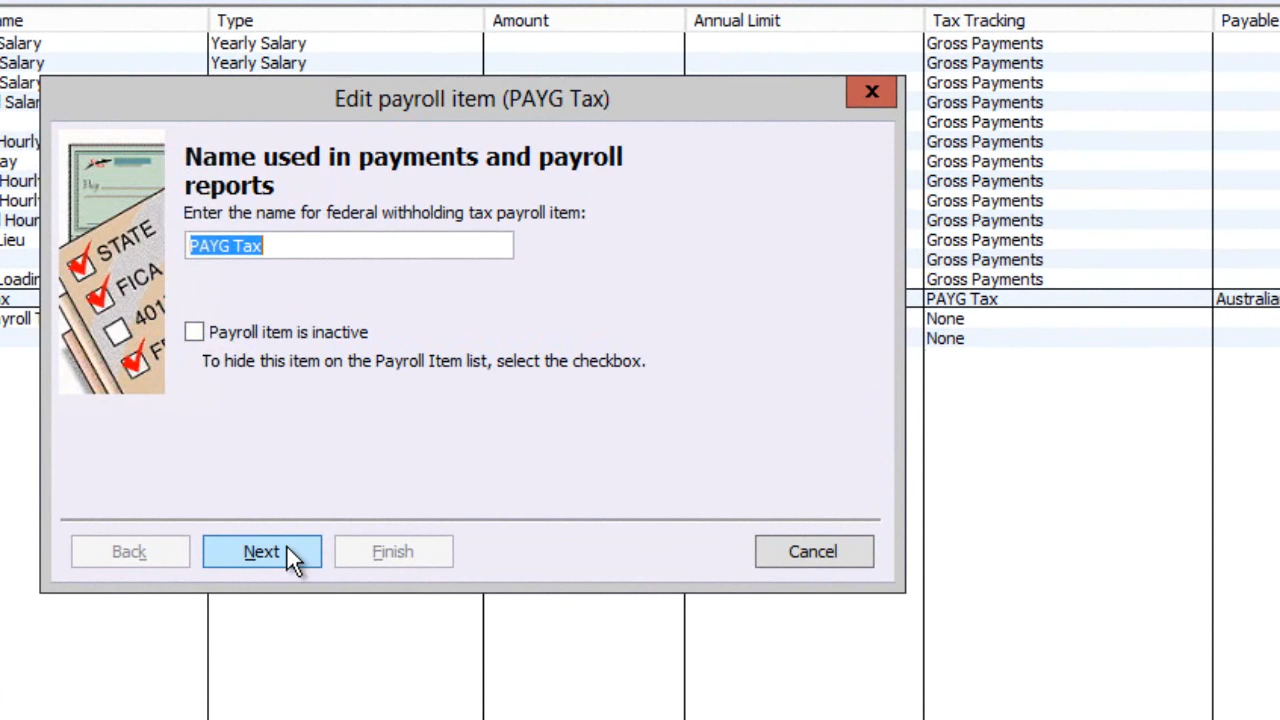 me Type Amount Annual Limit Tax Tracking Payable
Salary Yearly Salary Gross Payments
Salary Yearly Salary Gross Payments
Salary Gross Payments
Salar Gross Payments
Gross Payments
Hourly Gross Payments
ay Gross Payments
Hourl Gross Payments
Hourl Gross Payments
Hour Gross Payments
Lieu Gross Payments
Gross Payments
Loadin Gross Payments
x PAYG Tax Australia
yroll T None
None
Edit payroll item (PAYG Tax)
x
STATE
FICA
401
Name used in payments and payroll
reports
Enter the name for federal withholding tax payroll item:
PAYG Tax
Payroll item is inactive
To hide this item on the Payroll Item list, select the checkbox.
Back Next Finish Cancel